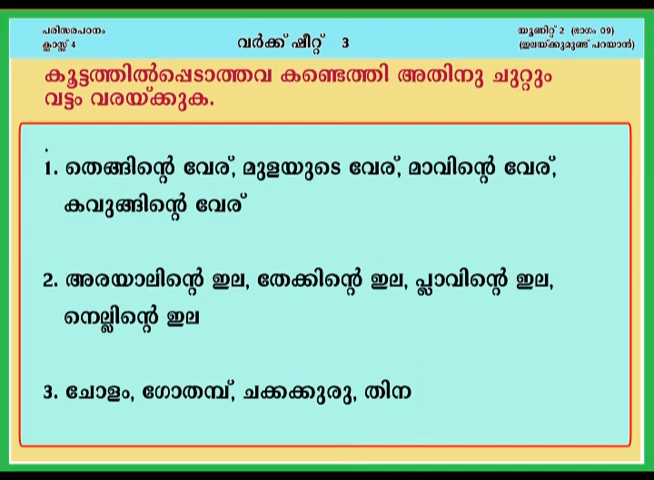 പരിസരപഠനം
ക്ലാസ്സ് 4
വർക്ക് ഷീറ്റ് 3
യൂണിറ്റ് 2 (ഭാഗം 09)
(ഇലയ്ക്കുമുണ്ട് പറയാൻ)
കൂട്ടത്തിൽപ്പെടാത്തവ കണ്ടെത്തി അതിനു ചുറ്റും
വട്ടം വരയ്ക്കുക.
1. തെങ്ങിന്റെ വേര്, മുളയുടെ വേര്, മാവിന്റെ വേര്,
കവുങ്ങിന്റെ വേര്
2. അരയാലിന്റെ ഇല, തേക്കിന്റെ ഇല, പ്ലാവിന്റെ ഇല,
നെല്ലിന്റെ ഇല
3. ചോളം, ഗോതമ്പ്, ചക്കക്കുരു, തിന